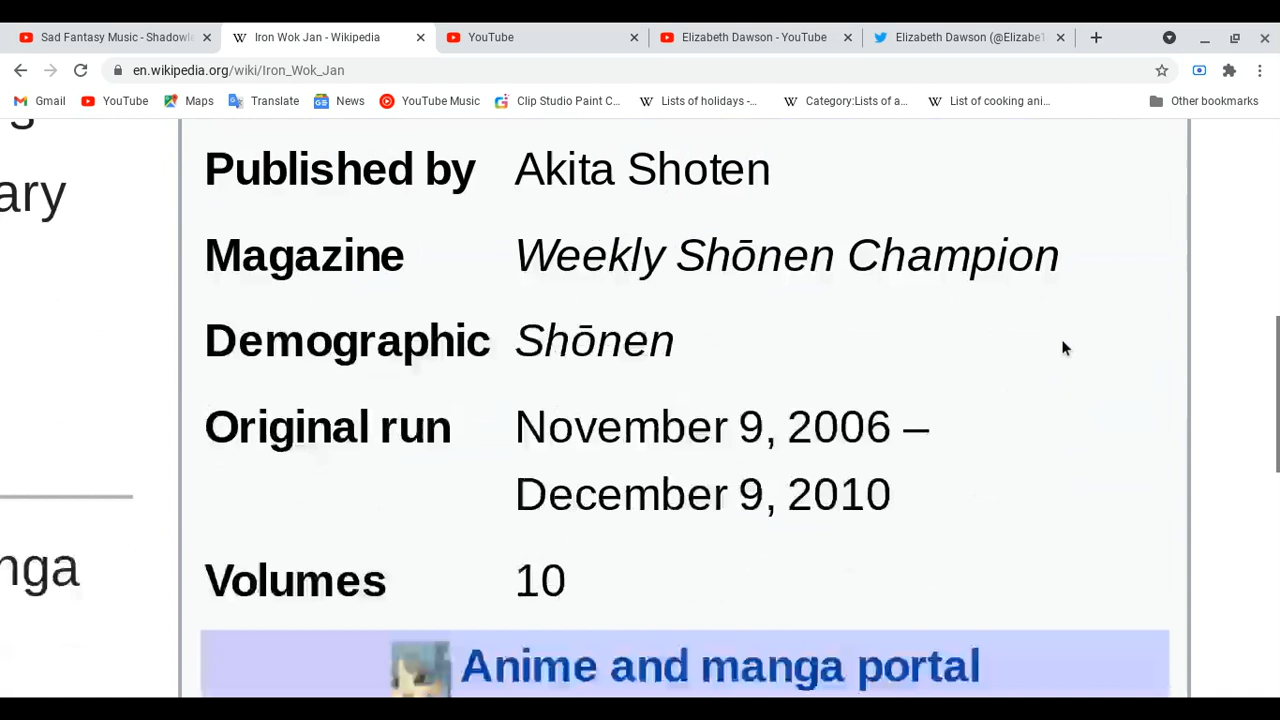 Sad Fantasy Music - Shadowle
Iron Wok Jan - Wikipedia
YouTube
Elizabeth Dawson - YouTube
Elizabeth Dawson (@Elizabe
en.wikipedia.org/wiki/Iron_Wok_Jan
Gmail
YouTube
Maps
Translate
News
YouTube Music
Clip Studio Paint C...
Lists of holidays -...
Category:Lists of a...
List of cooking ani...
Other bookmarks
ary
nga
Published by Akita Shoten
Magazine Weekly Shōnen Champion
Demographic Shōnen
Original run November 9, 2006 –
December 9, 2010
Volumes 10
Anime and manga portal